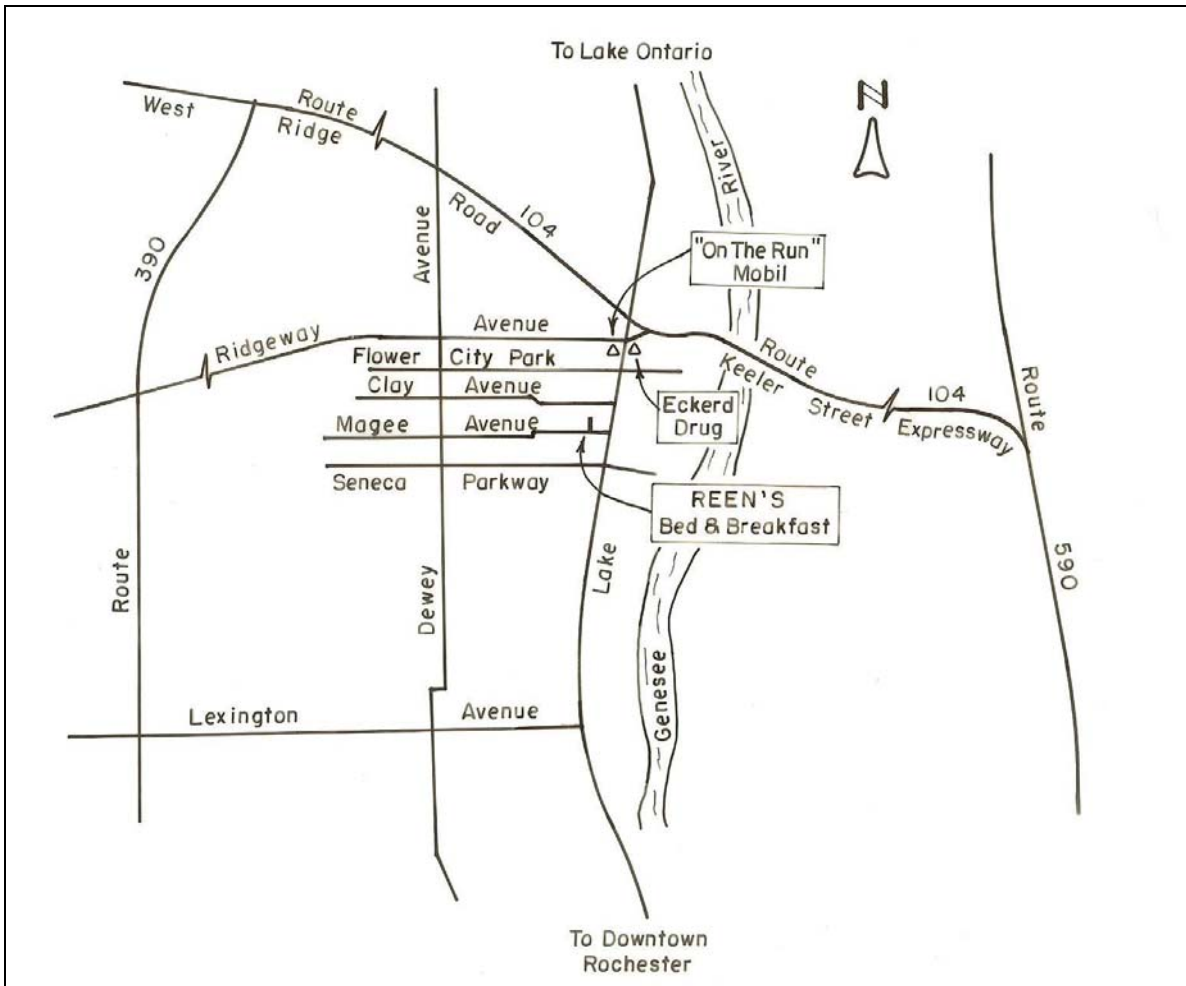 To Lake Ontario
N
West Ridge Road
Route 104
390
Route
River
Avenue
"On The Run"
Mobil
Ridgeway Avenue
Flower City Park
Clay Avenue
Magee Avenue
Seneca Parkway
Keeler Street Expressway
Route 104
Eckerd
Drug
REEN'S
Bed & Breakfast
Route
590
Lake
Dewey
Genesee
Lexington Avenue
To Downtown
Rochester